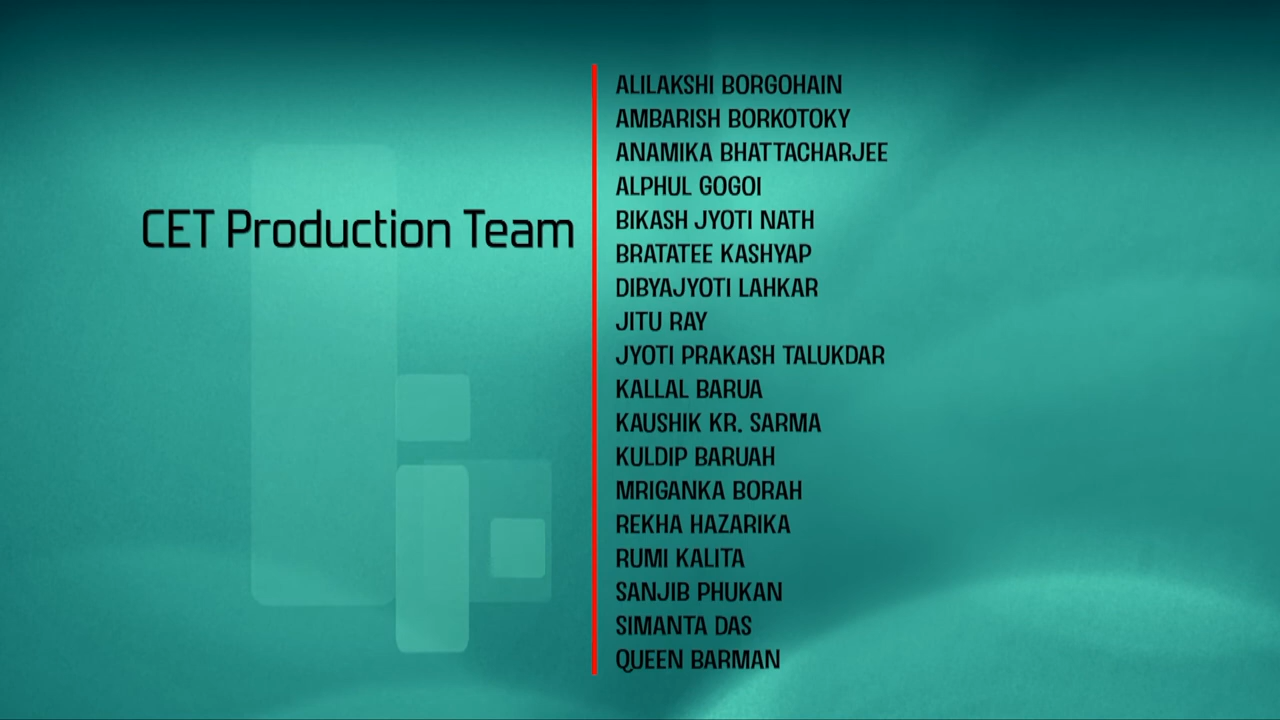 CET Production Team
ALILAKSHI BORGOHAIN
AMBARISH BORKOTOKY
ANAMIKA BHATTACHARJEE
ALPHUL GOGOI
BIKASH JYOTI NATH
BRATATEE KASHYAP
DIBYAJYOTI LAHKAR
JITU RAY
JYOTI PRAKASH TALUKDAR
KALLAL BARUA
KAUSHIK KR. SARMA
KULDIP BARUAH
MRIGANKA BORAH
REKHA HAZARIKA
RUMI KALITA
SANJIB PHUKAN
SIMANTA DAS
QUEEN BARMAN